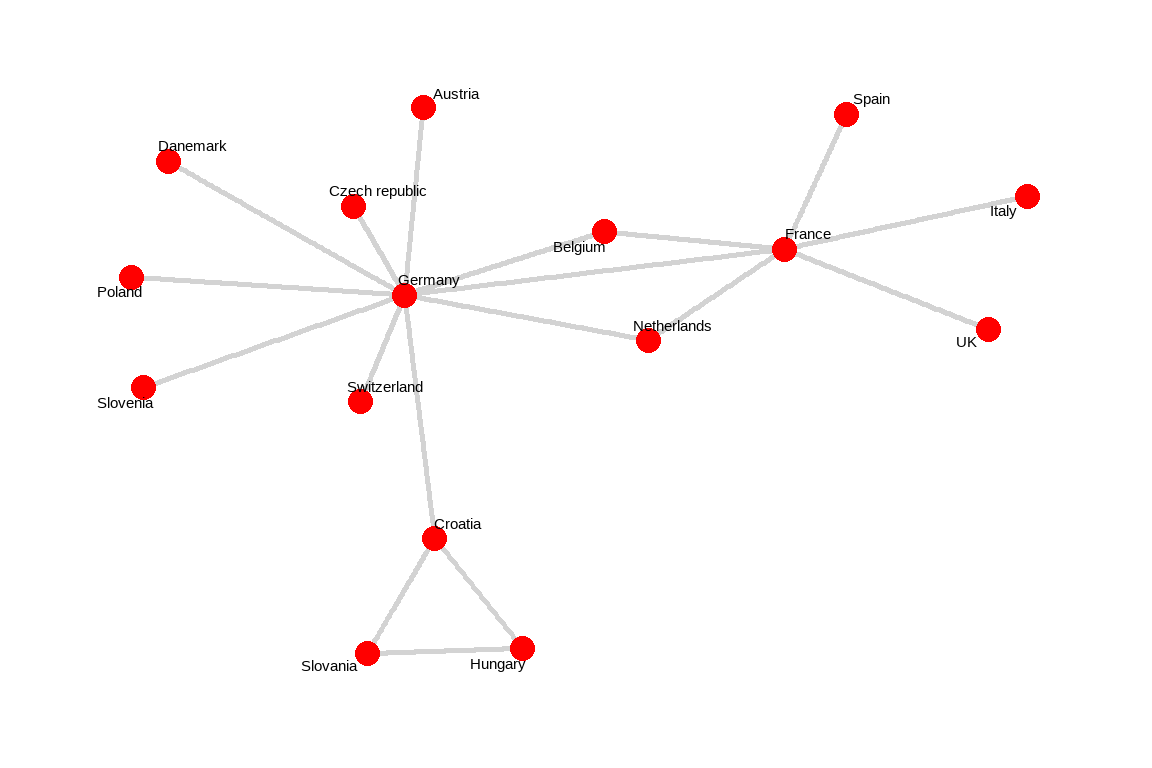 Austria
Spain
Danemark
Czech republic
Italy
France
Belgium
Germany
Poland
Netherlands
UK
Switzerland
Slovenia
Croatia
Slovania
Hungary